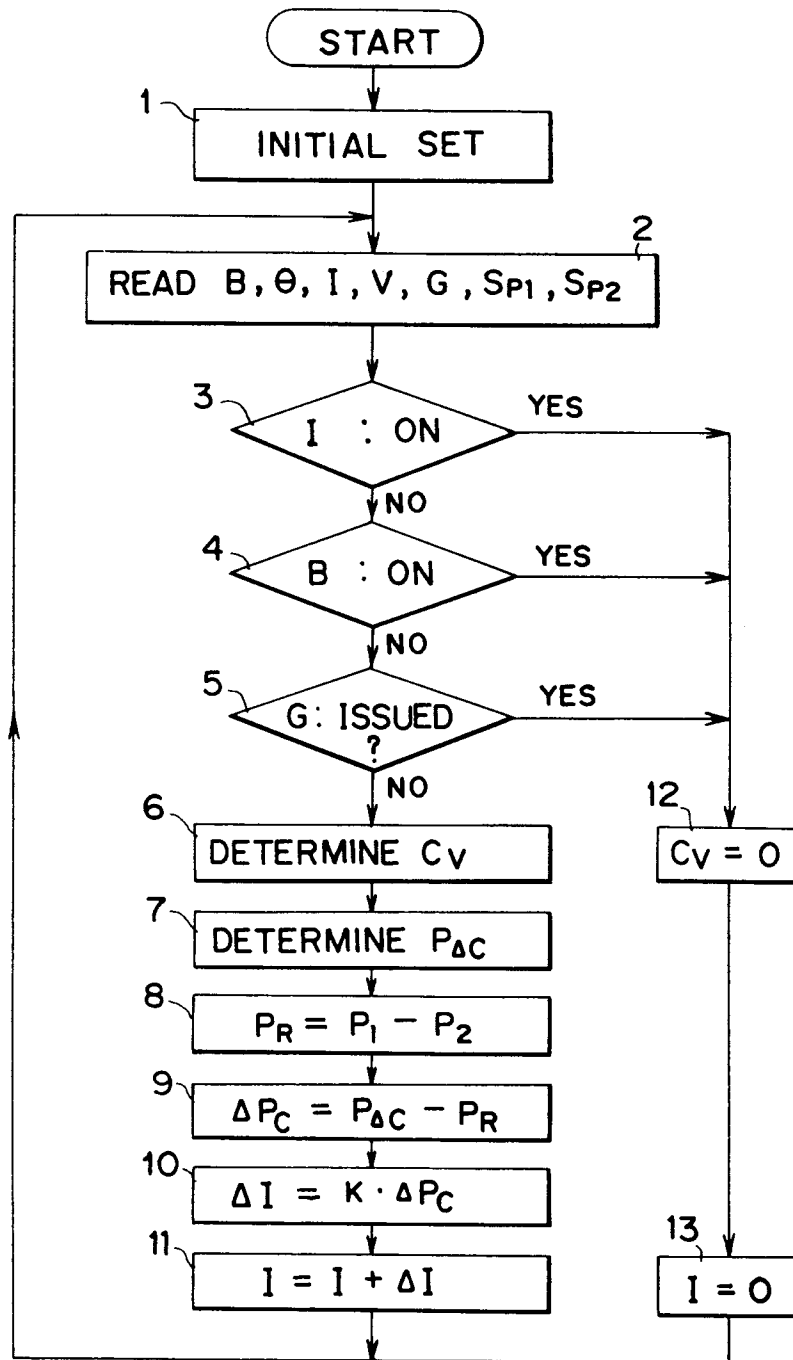 START
1
INITIAL SET
2
READ B, θ, I, V, G, SP1, SP2
3
I : ON
YES
NO
4
B : ON
YES
NO
5
G: ISSUED
?
YES
NO
6
DETERMINE CV
12
CV = 0
7
DETERMINE PΔC
8
PR = P1 − P2
9
ΔPC = PΔC − PR
10
ΔI = K · ΔPC
11
I = I + ΔI
13
I = 0